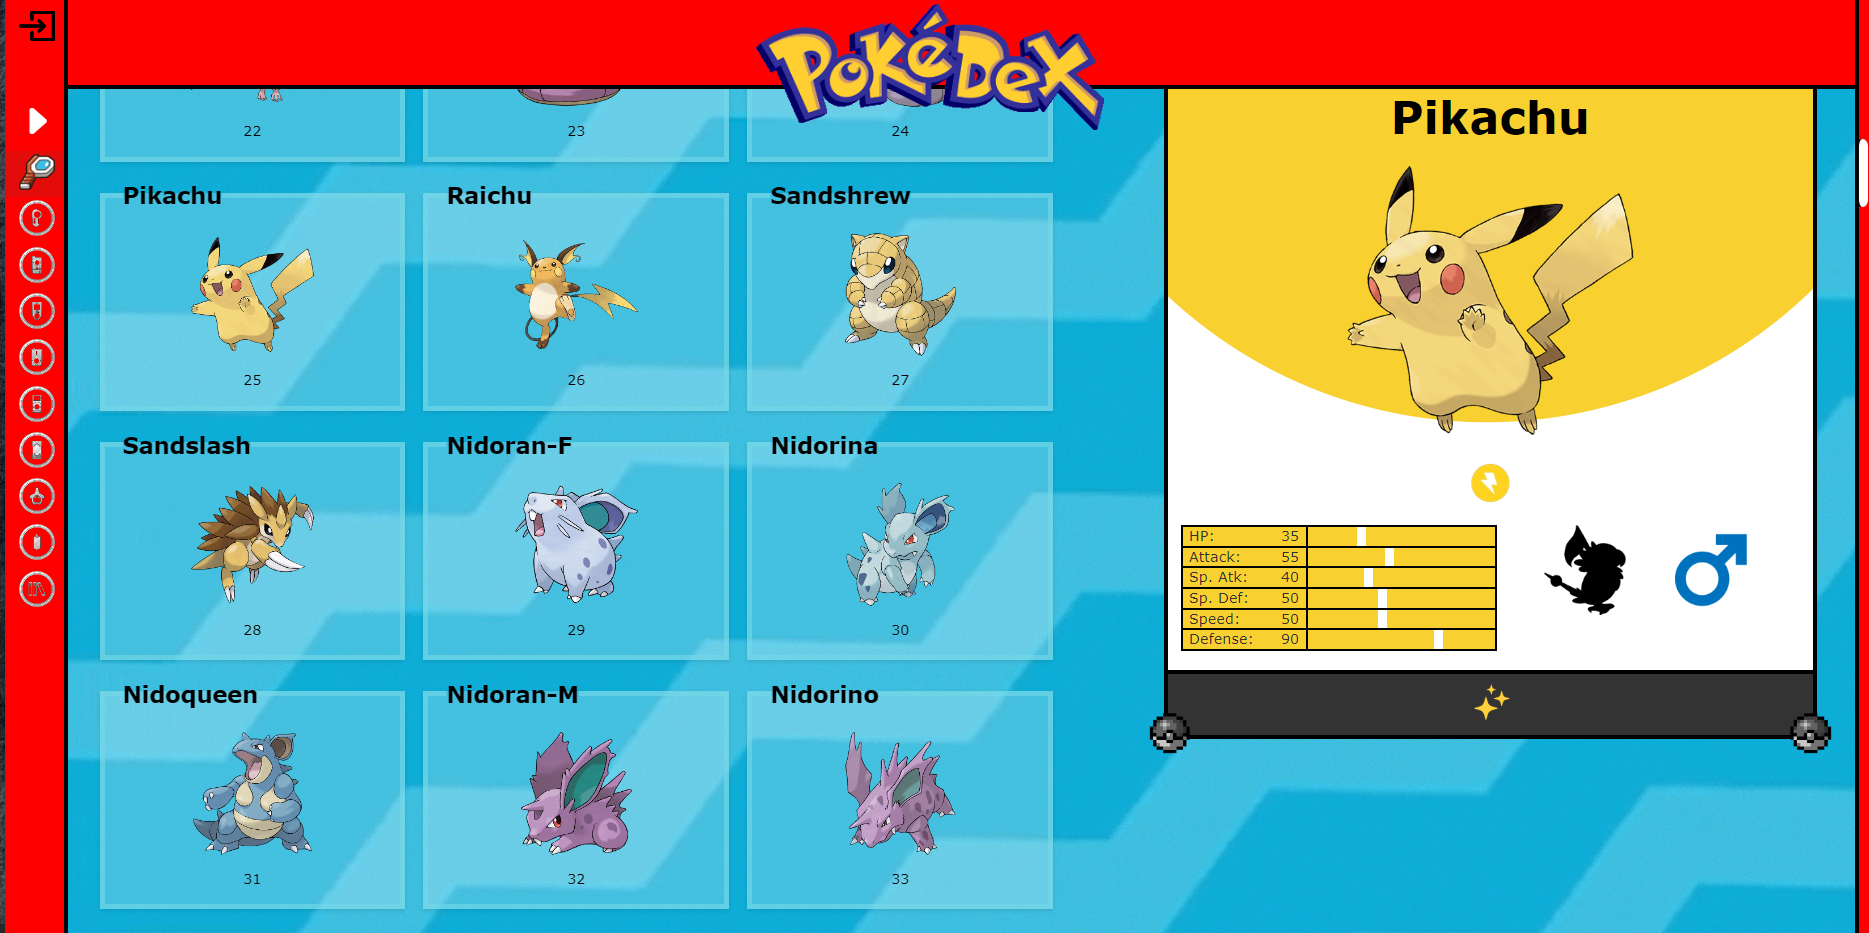 PokéDex
22
23
24
Pikachu
Raichu
Sandshrew
25
26
27
Sandslash
Nidoran-F
Nidorina
28
29
30
Nidoqueen
Nidoran-M
Nidorino
31
32
33
Pikachu
HP: 35
Attack: 55
Sp. Atk: 40
Sp. Def: 50
Speed: 50
Defense: 90